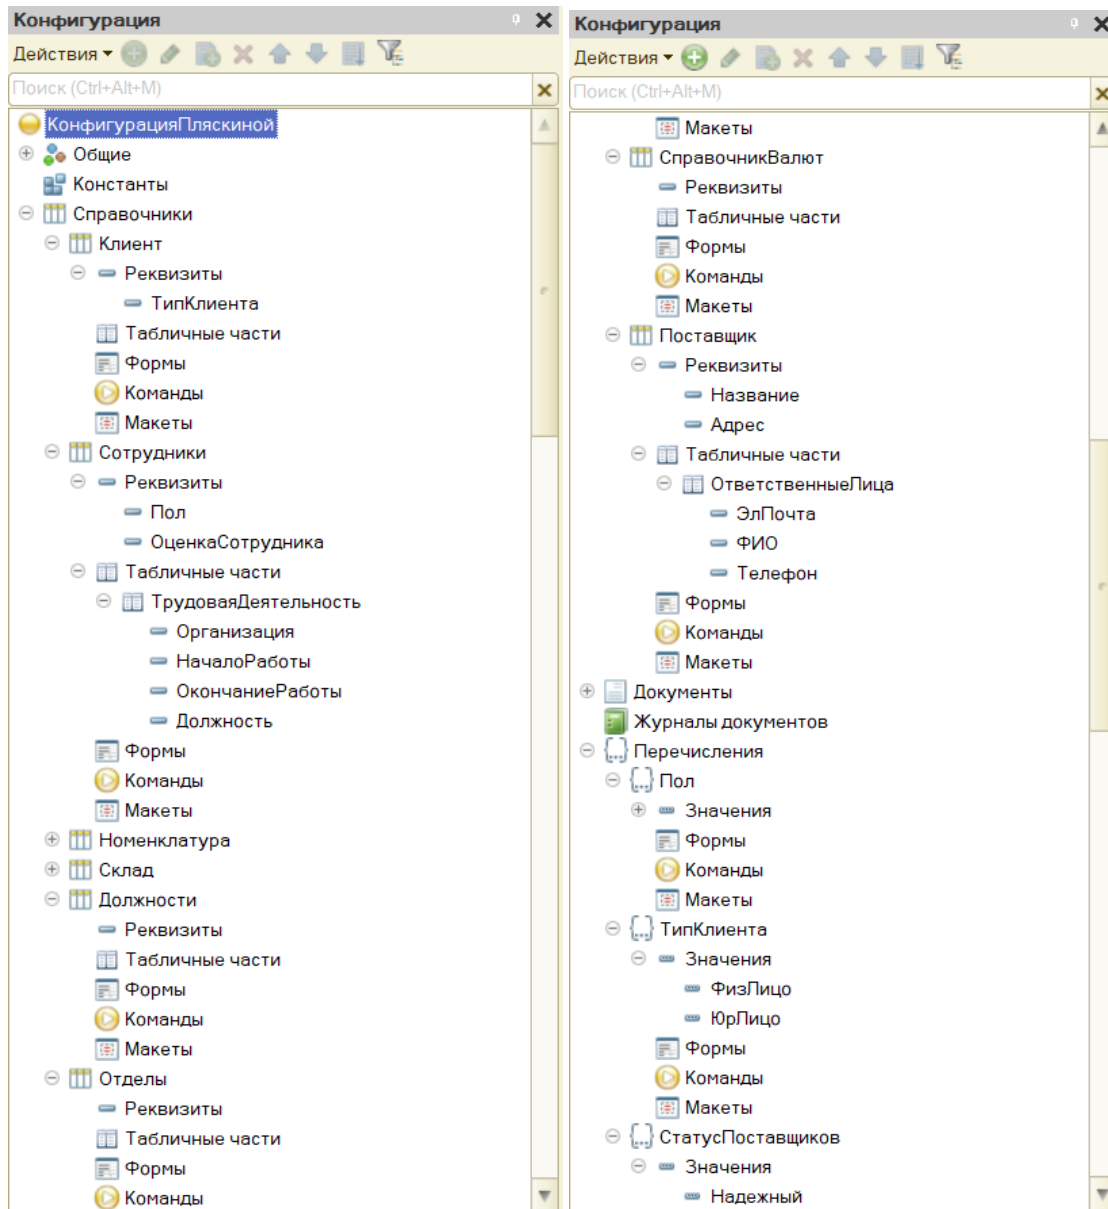 Конфигурация
Действия
Поиск (Ctrl+Alt+M)
КонфигурацияПляскиной
Общие
Константы
Справочники
Клиент
Реквизиты
ТипКлиента
Табличные части
Формы
Команды
Макеты
Сотрудники
Реквизиты
Пол
ОценкаСотрудника
Табличные части
ТрудоваяДеятельность
Организация
НачалоРаботы
ОкончаниеРаботы
Должность
Формы
Команды
Макеты
Номенклатура
Склад
Должности
Реквизиты
Табличные части
Формы
Команды
Макеты
Отделы
Реквизиты
Табличные части
Формы
Команды
Конфигурация
Действия
Поиск (Ctrl+Alt+M)
Макеты
СправочникВалют
Реквизиты
Табличные части
Формы
Команды
Макеты
Поставщик
Реквизиты
Название
Адрес
Табличные части
ОтветственныеЛица
ЭлПочта
ФИО
Телефон
Формы
Команды
Макеты
Документы
Журналы документов
Перечисления
Пол
Значения
Формы
Команды
Макеты
ТипКлиента
Значения
ФизЛицо
ЮрЛицо
Формы
Команды
Макеты
СтатусПоставщиков
Значения
Надежный